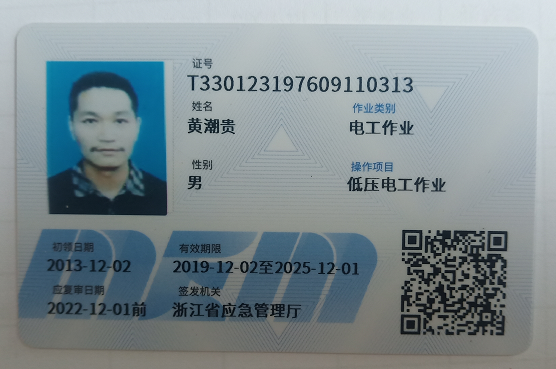 证号
T330123197609110313
姓名
作业类别
黄潮贵
电工作业
性别
操作项目
男
低压电工作业
初领日期
有效期限
2013-12-02
2019-12-02至2025-12-01
应复审日期
签发机关
2022-12-01前
浙江省应急管理厅
MEM